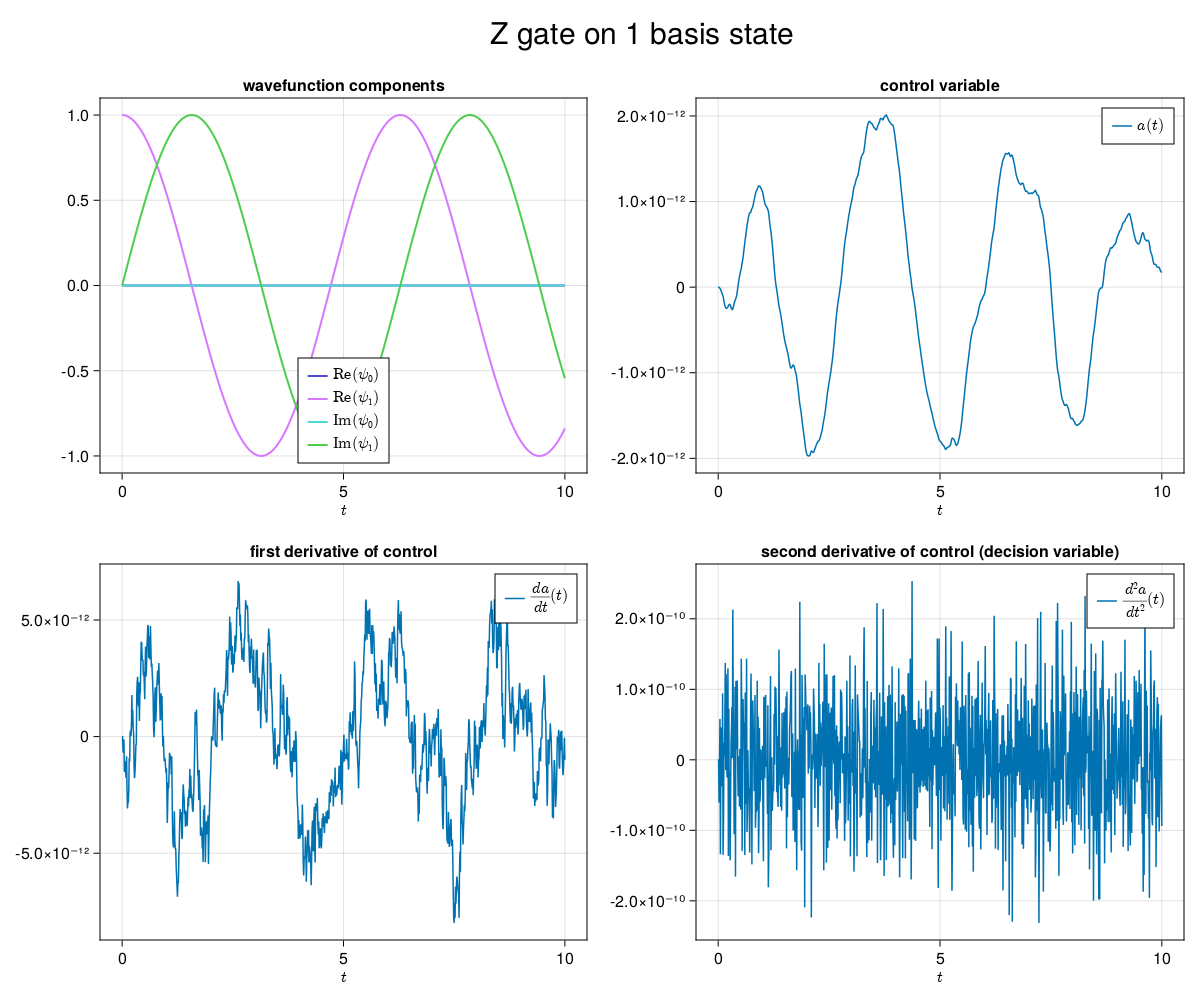 Z gate on 1 basis state
wavefunction components
1.0
0.5
0.0
-0.5
-1.0
Re(ψ₀)
Re(ψ₁)
Im(ψ₀)
Im(ψ₁)
0 5 10
t
control variable
2.0×10⁻¹²
1.0×10⁻¹²
0
-1.0×10⁻¹²
-2.0×10⁻¹²
a(t)
0 5 10
t
first derivative of control
5.0×10⁻¹²
0
-5.0×10⁻¹²
da
dt
(t)
0 5 10
t
second derivative of control (decision variable)
2.0×10⁻¹⁰
1.0×10⁻¹⁰
0
-1.0×10⁻¹⁰
-2.0×10⁻¹⁰
d²a
dt²
(t)
0 5 10
t